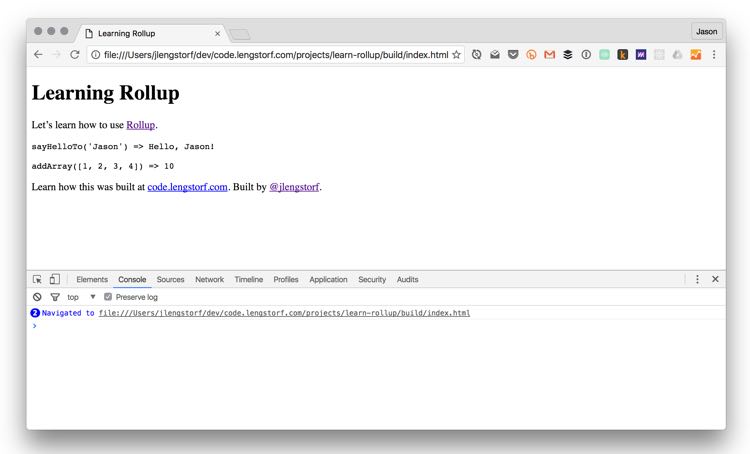 Learning Rollup
Jason
file:///Users/jlengstorf/dev/code.lengstorf.com/projects/learn-rollup/build/index.html
Learning Rollup
Let’s learn how to use Rollup.
sayHelloTo('Jason') => Hello, Jason!
addArray([1, 2, 3, 4]) => 10
Learn how this was built at code.lengstorf.com. Built by @jlengstorf.
Elements Console Sources Network Timeline Profiles Application Security Audits
top Preserve log
2 Navigated to file:///Users/jlengstorf/dev/code.lengstorf.com/projects/learn-rollup/build/index.html